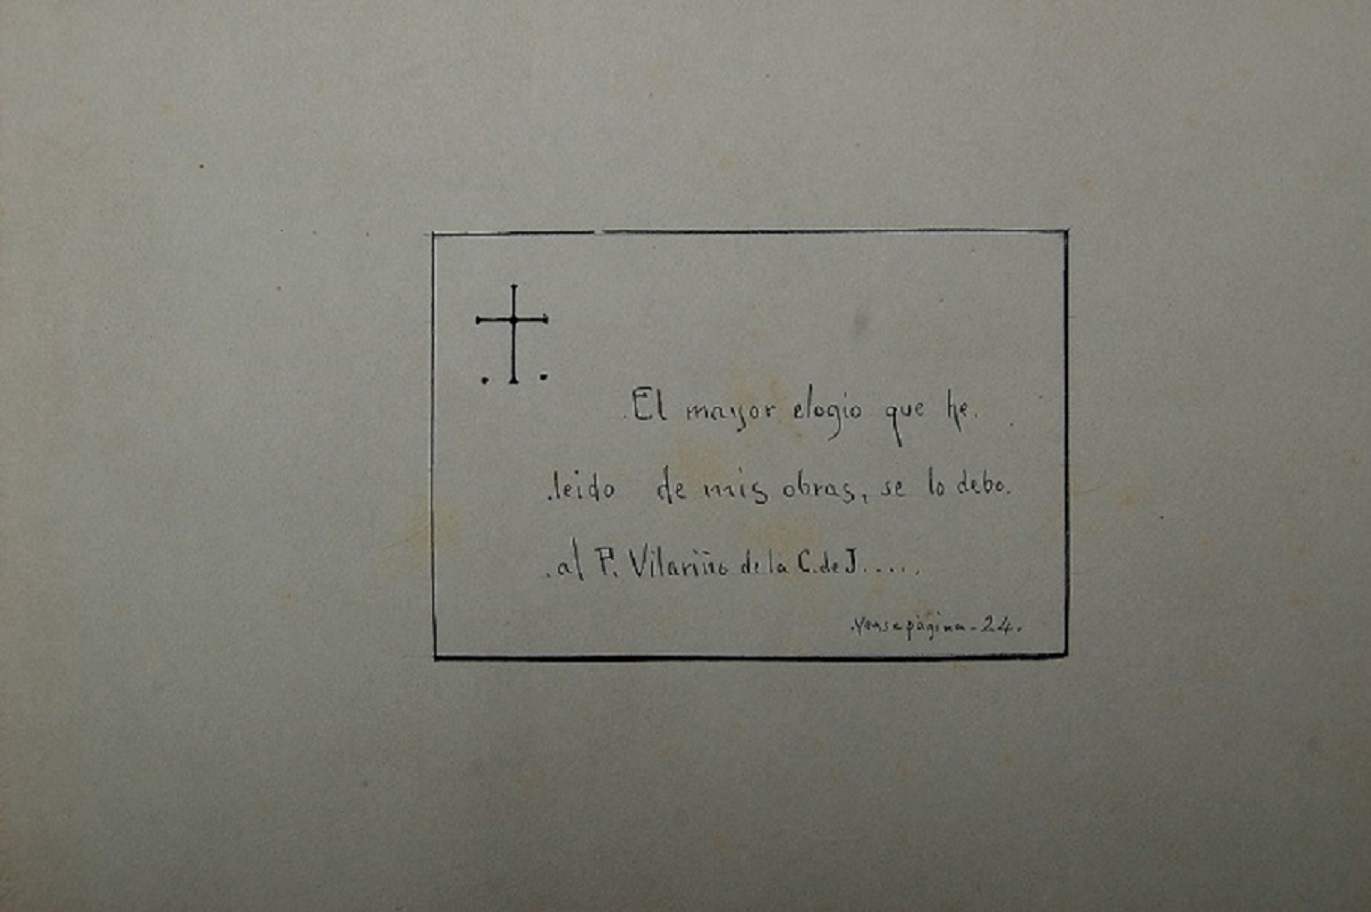 .El mayor elogio que he.
.leido de mis obras, se lo debo.
.al P. Vilariño de la C. de J.....
.Vease página-24.